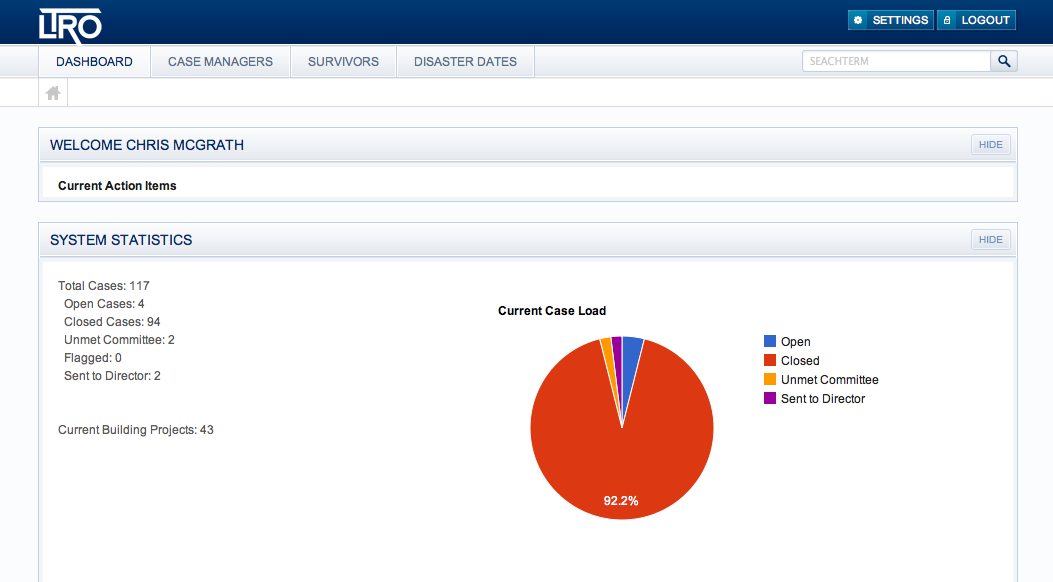 LTRO
SETTINGS
LOGOUT
DASHBOARD
CASE MANAGERS
SURVIVORS
DISASTER DATES
SEACHTERM
WELCOME CHRIS MCGRATH
HIDE
Current Action Items
SYSTEM STATISTICS
HIDE
Total Cases: 117
Open Cases: 4
Closed Cases: 94
Unmet Committee: 2
Flagged: 0
Sent to Director: 2
Current Building Projects: 43
Current Case Load
Open
Closed
Unmet Committee
Sent to Director
92.2%